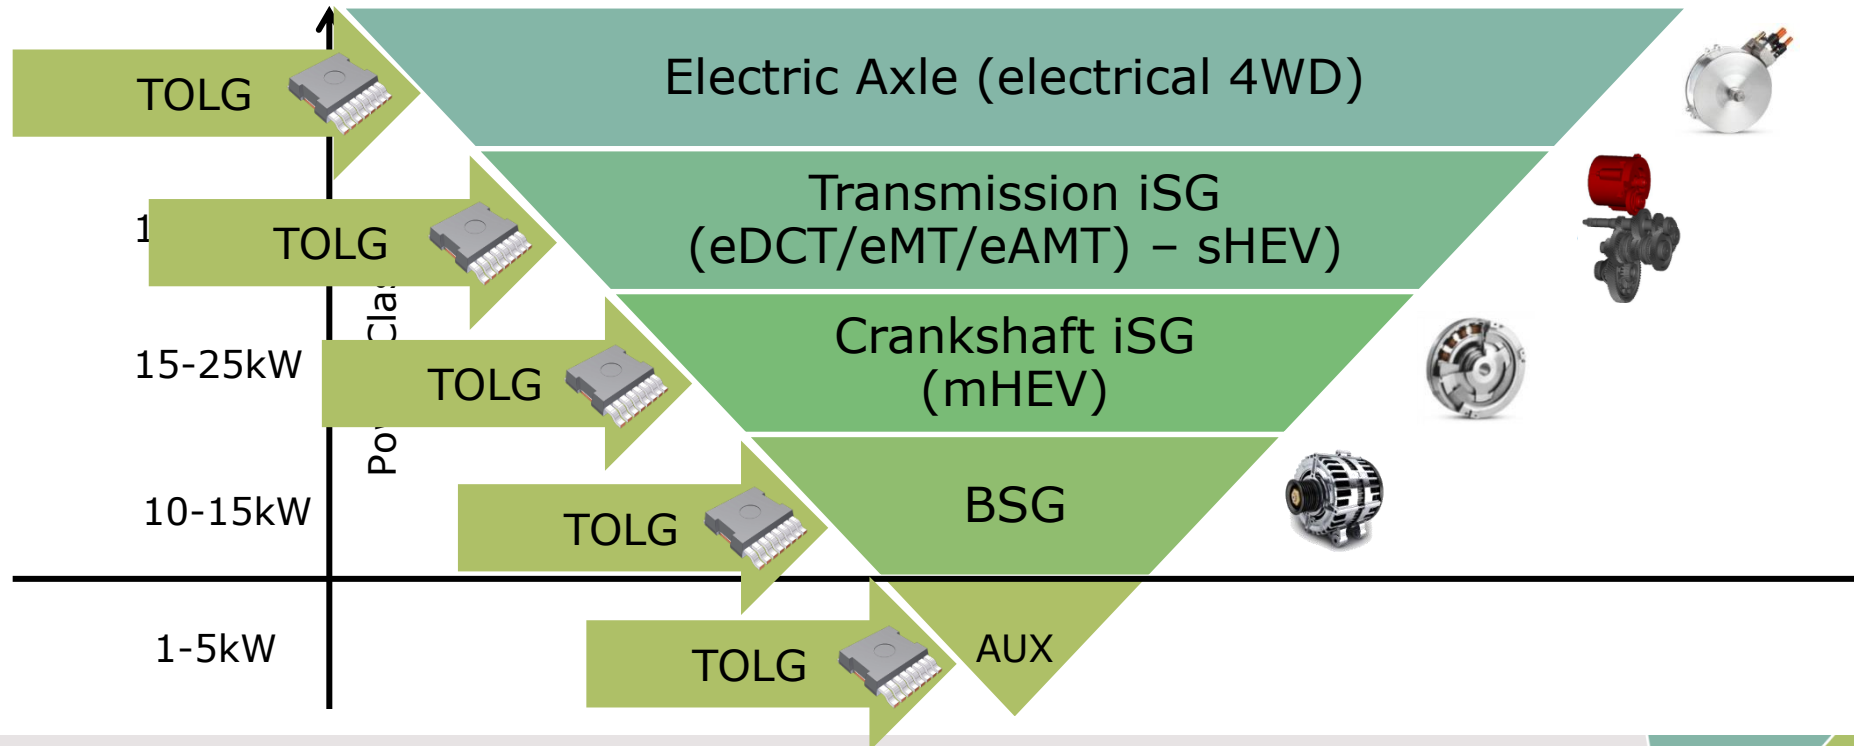 TOLG
Electric Axle (electrical 4WD)
TOLG
Transmission iSG
(eDCT/eMT/eAMT) – sHEV)
15-25kW
TOLG
Crankshaft iSG
(mHEV)
10-15kW
TOLG
BSG
1-5kW
TOLG
AUX